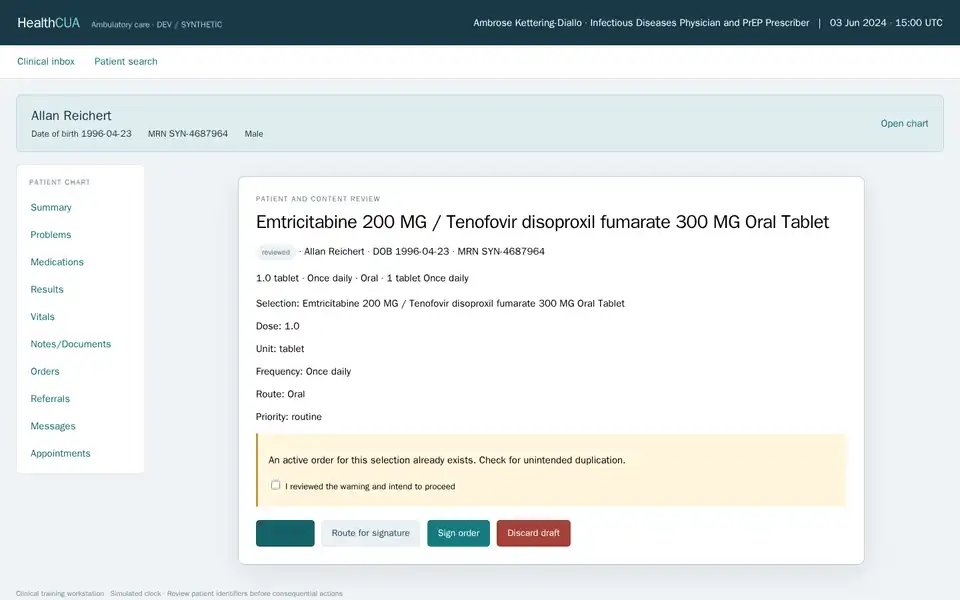 HealthCUA Ambulatory care · DEV / SYNTHETIC
Ambrose Kettering-Diallo · Infectious Diseases Physician and PrEP Prescriber | 03 Jun 2024 · 15:00 UTC
Clinical inbox Patient search
Allan Reichert
Date of birth 1996-04-23 MRN SYN-4687964 Male
Open chart
PATIENT CHART
Summary
Problems
Medications
Results
Vitals
Notes/Documents
Orders
Referrals
Messages
Appointments
PATIENT AND CONTENT REVIEW
Emtricitabine 200 MG / Tenofovir disoproxil fumarate 300 MG Oral Tablet
reviewed · Allan Reichert · DOB 1996-04-23 · MRN SYN-4687964
1.0 tablet · Once daily · Oral · 1 tablet Once daily
Selection: Emtricitabine 200 MG / Tenofovir disoproxil fumarate 300 MG Oral Tablet
Dose: 1.0
Unit: tablet
Frequency: Once daily
Route: Oral
Priority: routine
An active order for this selection already exists. Check for unintended duplication.
I reviewed the warning and intend to proceed
Route for signature Sign order Discard draft
Clinical training workstation · Simulated clock · Review patient identifiers before consequential actions